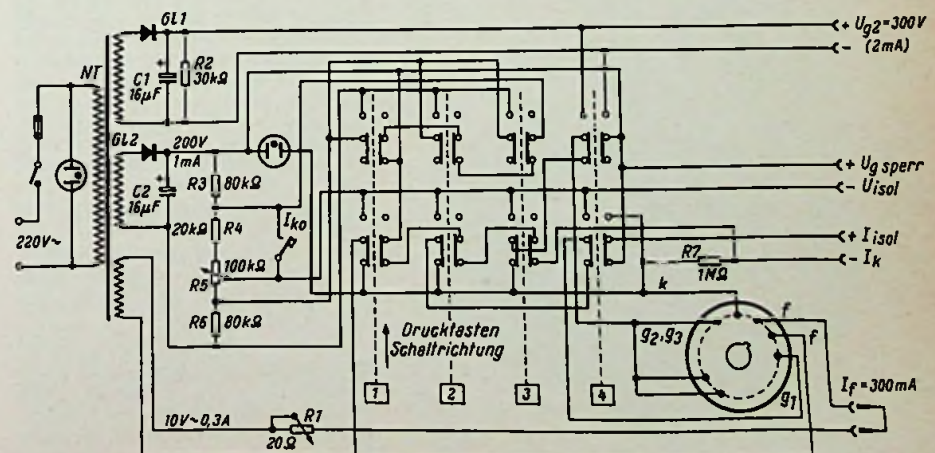 Gl1
+ Ug2=300V
- (2mA)
NT
C1
16µF
R2
30kΩ
+
Gl2
200V
1mA
C2
16µF
+
R3
80kΩ
20kΩ
R4
Iko
100kΩ
R5
R6
80kΩ
220V~
+ Ug sperr
- Uisol
+ Iisol
- Ik
R7
1MΩ
k
Drucktasten
Schaltrichtung
g2,g3
f
f
g1
If=300mA
1
2
3
4
10V~0,3A
R1
20Ω